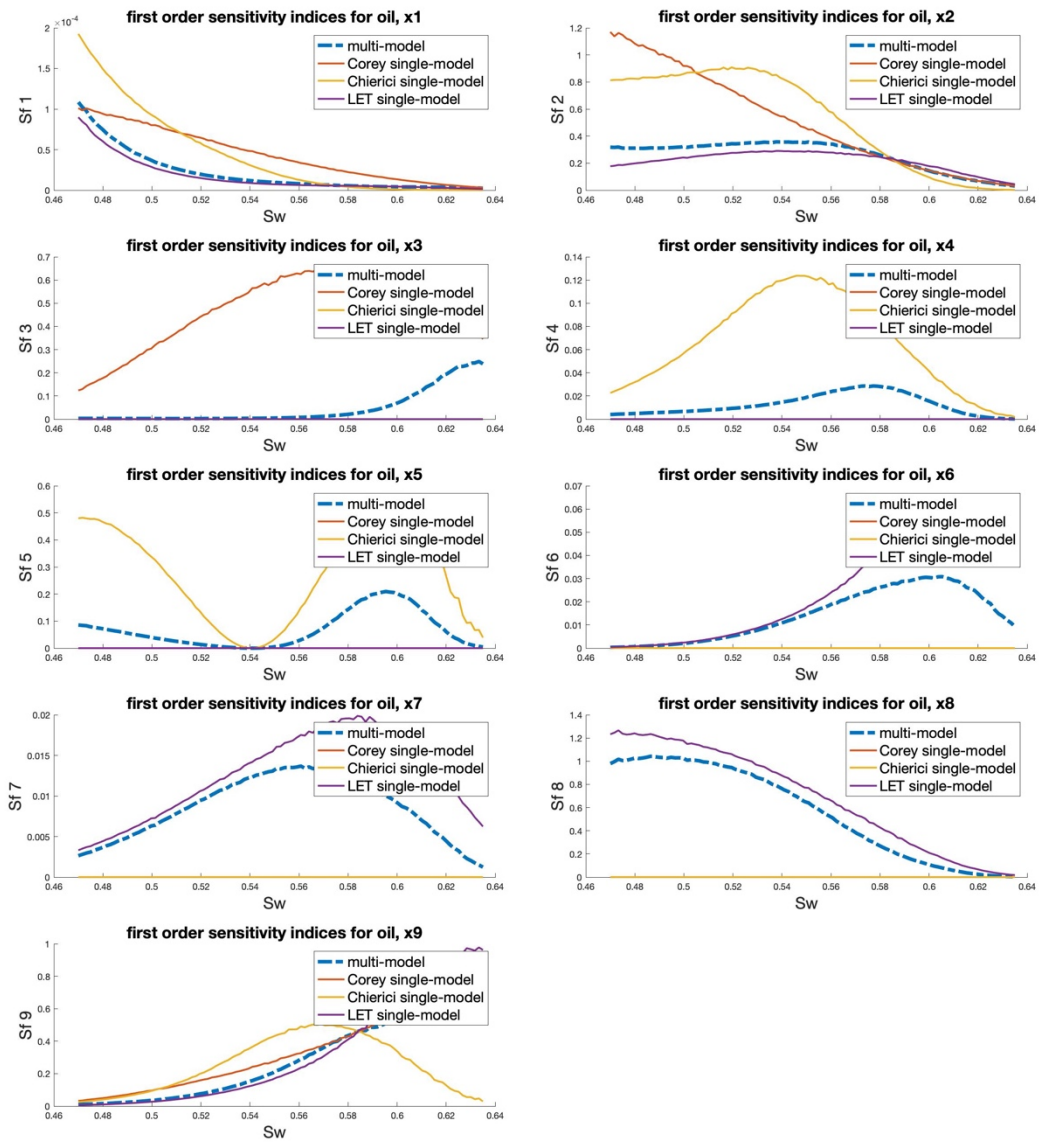 first order sensitivity indices for oil, x1
×10⁻⁴
2
1.5
1
0.5
0
Sf 1
multi-model
Corey single-model
Chierici single-model
LET single-model
0.46 0.48 0.5 0.52 0.54 0.56 0.58 0.6 0.62 0.64
Sw
first order sensitivity indices for oil, x2
1.2
1
0.8
0.6
0.4
0.2
0
Sf 2
multi-model
Corey single-model
Chierici single-model
LET single-model
0.46 0.48 0.5 0.52 0.54 0.56 0.58 0.6 0.62 0.64
Sw
first order sensitivity indices for oil, x3
0.7
0.6
0.5
0.4
0.3
0.2
0.1
0
Sf 3
multi-model
Corey single-model
Chierici single-model
LET single-model
0.46 0.48 0.5 0.52 0.54 0.56 0.58 0.6 0.62 0.64
Sw
first order sensitivity indices for oil, x4
0.14
0.12
0.1
0.08
0.06
0.04
0.02
0
Sf 4
multi-model
Corey single-model
Chierici single-model
LET single-model
0.46 0.48 0.5 0.52 0.54 0.56 0.58 0.6 0.62 0.64
Sw
first order sensitivity indices for oil, x5
0.6
0.5
0.4
0.3
0.2
0.1
0
Sf 5
multi-model
Corey single-model
Chierici single-model
LET single-model
0.46 0.48 0.5 0.52 0.54 0.56 0.58 0.6 0.62 0.64
Sw
first order sensitivity indices for oil, x6
0.07
0.06
0.05
0.04
0.03
0.02
0.01
0
Sf 6
multi-model
Corey single-model
Chierici single-model
LET single-model
0.46 0.48 0.5 0.52 0.54 0.56 0.58 0.6 0.62 0.64
Sw
first order sensitivity indices for oil, x7
0.02
0.015
0.01
0.005
0
Sf 7
multi-model
Corey single-model
Chierici single-model
LET single-model
0.46 0.48 0.5 0.52 0.54 0.56 0.58 0.6 0.62 0.64
Sw
first order sensitivity indices for oil, x8
1.4
1.2
1
0.8
0.6
0.4
0.2
0
Sf 8
multi-model
Corey single-model
Chierici single-model
LET single-model
0.46 0.48 0.5 0.52 0.54 0.56 0.58 0.6 0.62 0.64
Sw
first order sensitivity indices for oil, x9
1
0.8
0.6
0.4
0.2
0
Sf 9
multi-model
Corey single-model
Chierici single-model
LET single-model
0.46 0.48 0.5 0.52 0.54 0.56 0.58 0.6 0.62 0.64
Sw